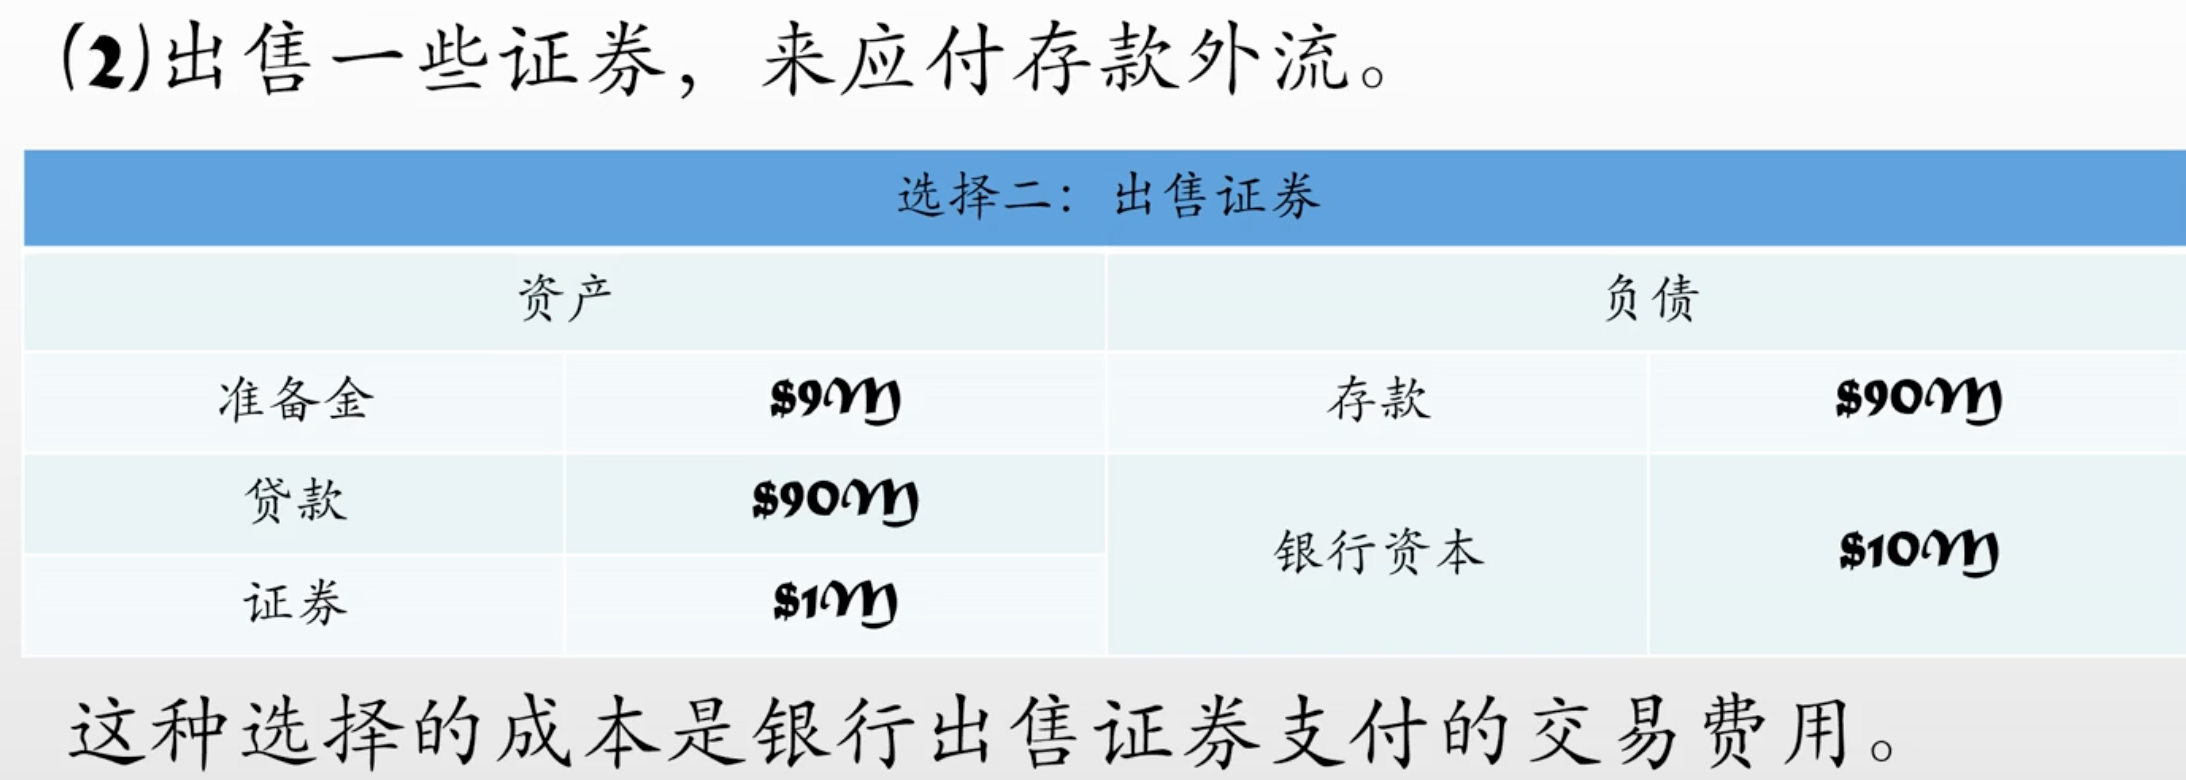 (2)出售一些证券，来应付存款外流。
选择二：出售证券
资产 负债
准备金 $9M 存款 $90M
贷款 $90M
银行资本 $10M
证券 $1M
这种选择的成本是银行出售证券支付的交易费用。